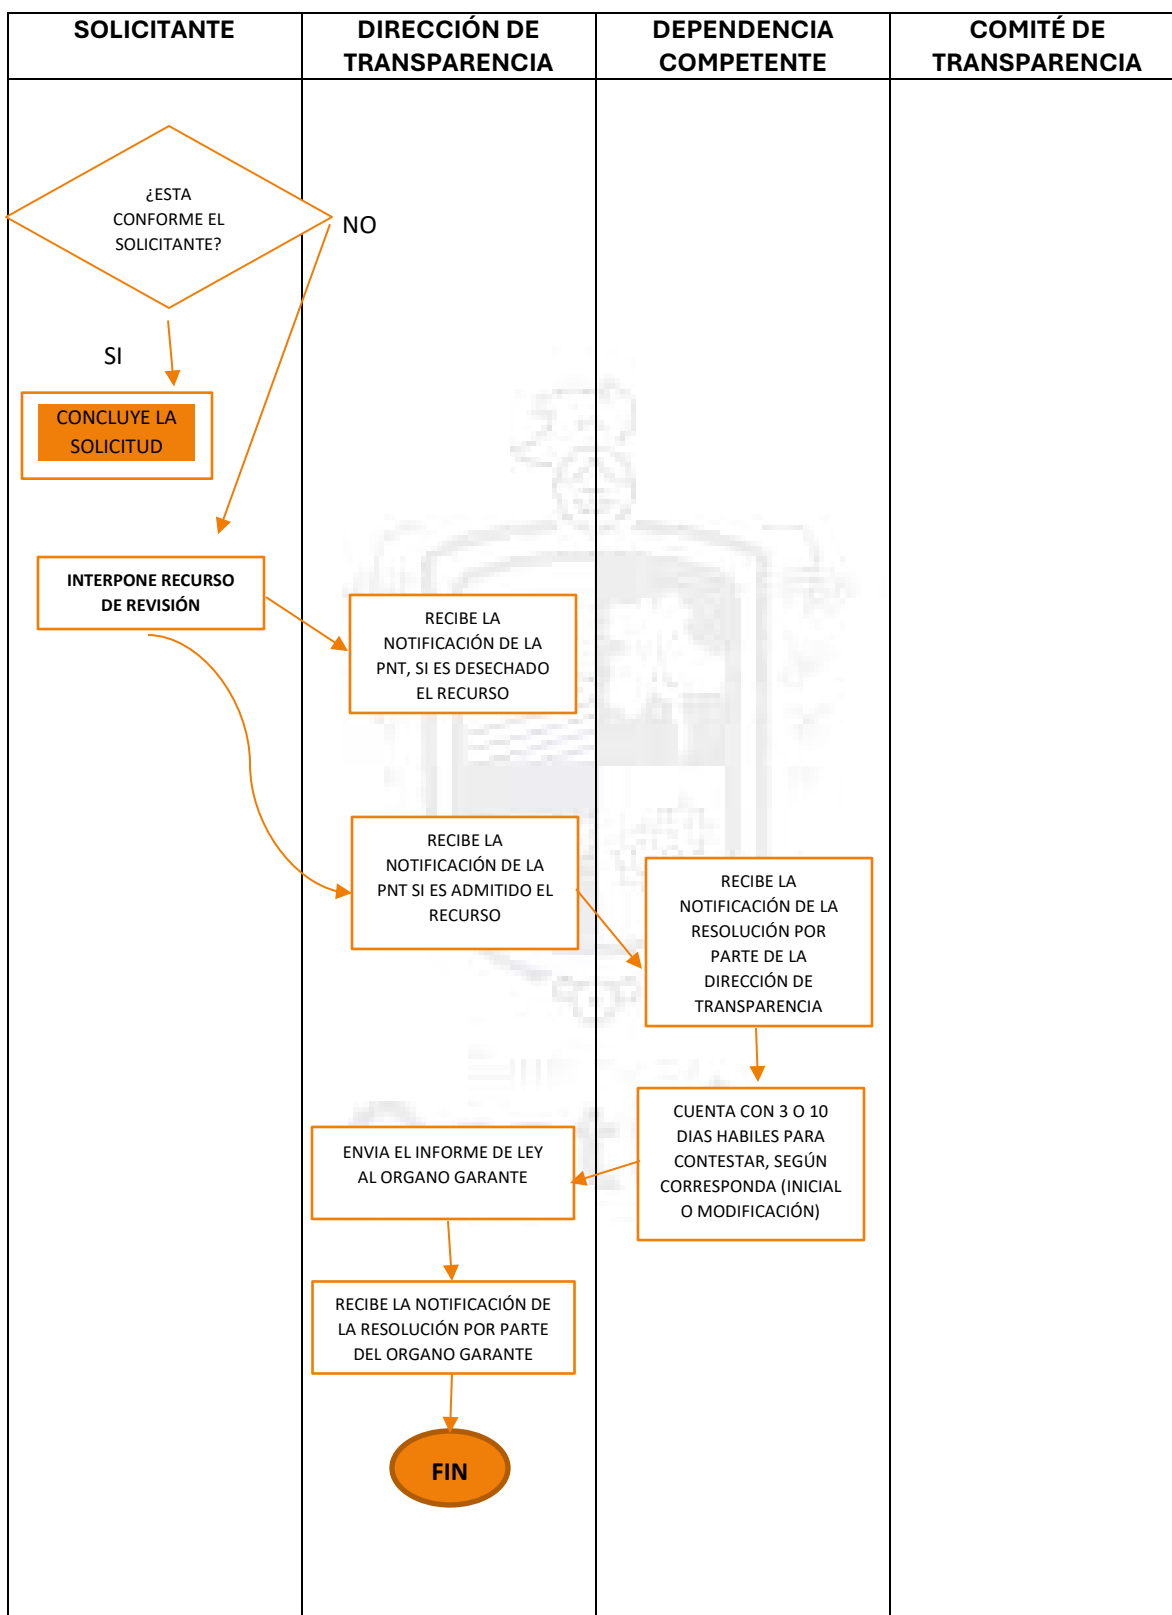 SOLICITANTE
DIRECCIÓN DE
TRANSPARENCIA
DEPENDENCIA
COMPETENTE
COMITÉ DE
TRANSPARENCIA
¿ESTA
CONFORME EL
SOLICITANTE?
NO
SI
CONCLUYE LA
SOLICITUD
INTERPONE RECURSO
DE REVISIÓN
RECIBE LA
NOTIFICACIÓN DE LA
PNT, SI ES DESECHADO
EL RECURSO
RECIBE LA
NOTIFICACIÓN DE LA
PNT SI ES ADMITIDO EL
RECURSO
RECIBE LA
NOTIFICACIÓN DE LA
RESOLUCIÓN POR
PARTE DE LA
DIRECCIÓN DE
TRANSPARENCIA
CUENTA CON 3 O 10
DIAS HABILES PARA
CONTESTAR, SEGÚN
CORRESPONDA (INICIAL
O MODIFICACIÓN)
ENVIA EL INFORME DE LEY
AL ORGANO GARANTE
RECIBE LA NOTIFICACIÓN DE
LA RESOLUCIÓN POR PARTE
DEL ORGANO GARANTE
FIN